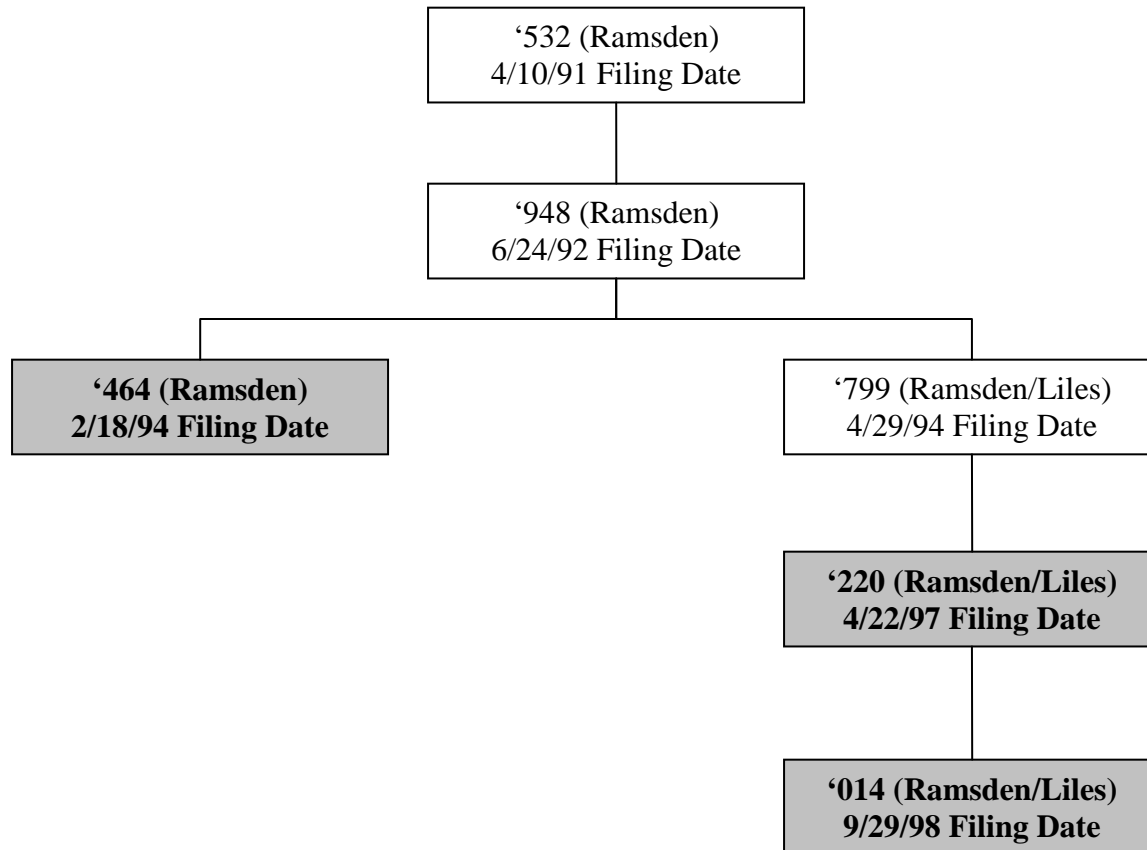 ‘532 (Ramsden)
4/10/91 Filing Date
‘948 (Ramsden)
6/24/92 Filing Date
‘464 (Ramsden)
2/18/94 Filing Date
‘799 (Ramsden/Liles)
4/29/94 Filing Date
‘220 (Ramsden/Liles)
4/22/97 Filing Date
‘014 (Ramsden/Liles)
9/29/98 Filing Date